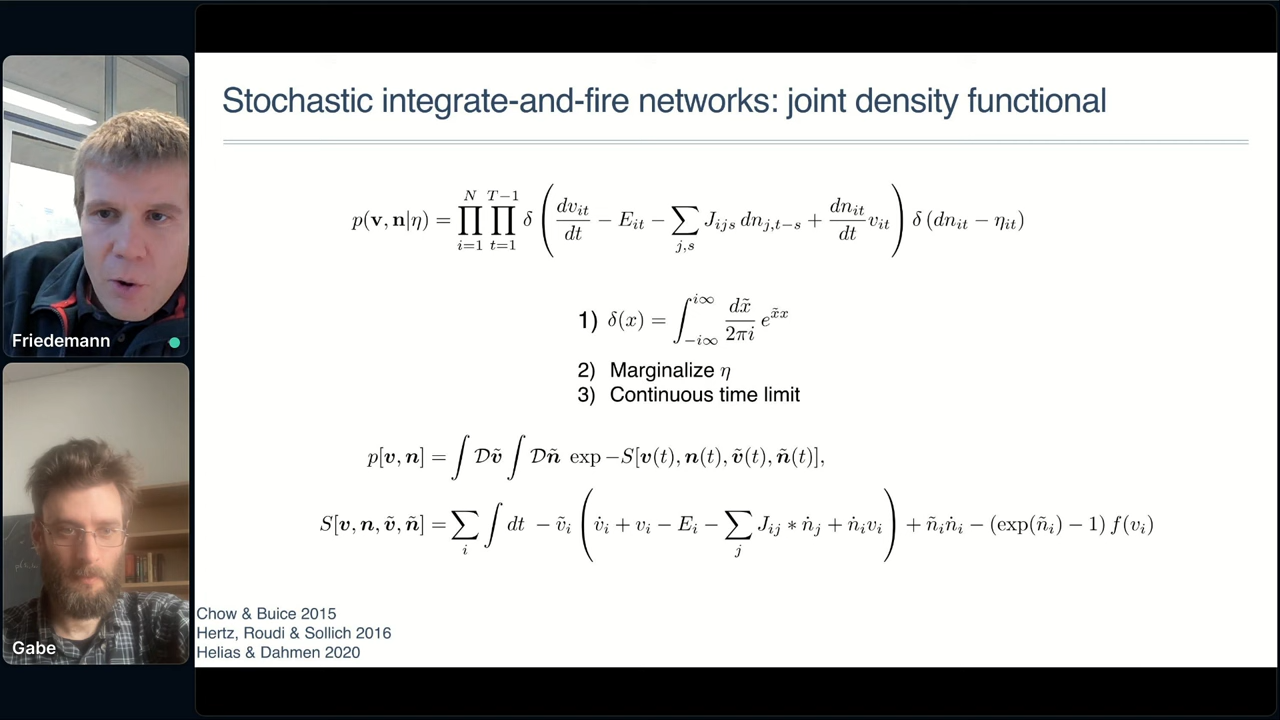 Stochastic integrate-and-fire networks: joint density functional
p(v, n|η) = ∏_{i=1}^{N} ∏_{t=1}^{T−1} δ ( dv_{it}/dt − E_{it} − ∑_{j,s} J_{ijs} dn_{j,t−s} + dn_{it}/dt v_{it} ) δ (dn_{it} − η_{it})
1) δ(x) = ∫_{−i∞}^{i∞} dx̃/2πi e^{x̃x}
2) Marginalize η
3) Continuous time limit
p[v, n] = ∫ Dṽ ∫ Dñ exp −S[v(t), n(t), ṽ(t), ñ(t)],
S[v, n, ṽ, ñ] = ∑_i ∫ dt − ṽ_i ( v̇_i + v_i − E_i − ∑_j J_{ij} ∗ ṅ_j + ṅ_i v_i ) + ñ_i ṅ_i − (exp(ñ_i) − 1) f(v_i)
Chow & Buice 2015
Hertz, Roudi & Sollich 2016
Helias & Dahmen 2020
Friedemann
Gabe